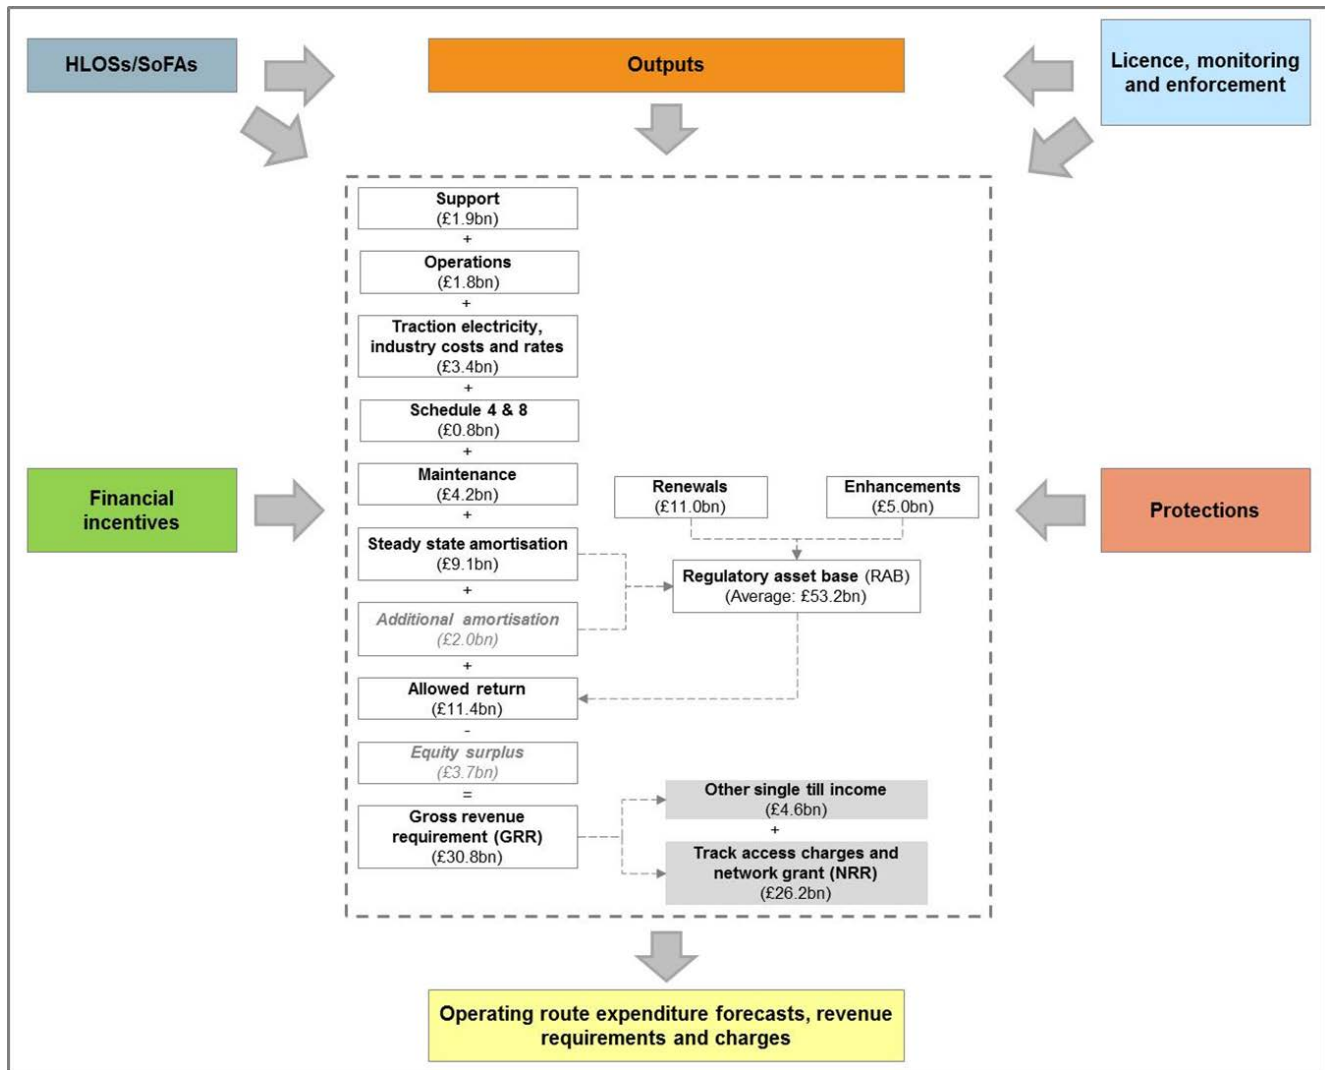 HLOSs/SoFAs
Outputs
Licence, monitoring
and enforcement
Support
(£1.9bn)
+
Operations
(£1.8bn)
+
Traction electricity,
industry costs and rates
(£3.4bn)
+
Schedule 4 & 8
(£0.8bn)
+
Maintenance
(£4.2bn)
+
Steady state amortisation
(£9.1bn)
+
Additional amortisation
(£2.0bn)
+
Allowed return
(£11.4bn)
-
Equity surplus
(£3.7bn)
=
Gross revenue
requirement (GRR)
(£30.8bn)
Renewals
(£11.0bn)
Enhancements
(£5.0bn)
Regulatory asset base (RAB)
(Average: £53.2bn)
Other single till income
(£4.6bn)
+
Track access charges and
network grant (NRR)
(£26.2bn)
Financial
incentives
Protections
Operating route expenditure forecasts, revenue
requirements and charges